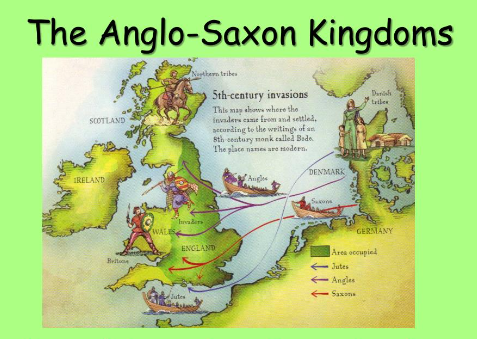 The Anglo-Saxon Kingdoms
Northern tribes
5th-century invasions
This map shows where the
invaders came from and settled,
according to the writings of an
8th-century monk called Bede.
The place names are modern.
Danish
tribes
SCOTLAND
IRELAND
Angles
DENMARK
Saxons
Invaders
WALES
ENGLAND
GERMANY
Britons
Area occupied
Jutes
Angles
Saxons
Jutes